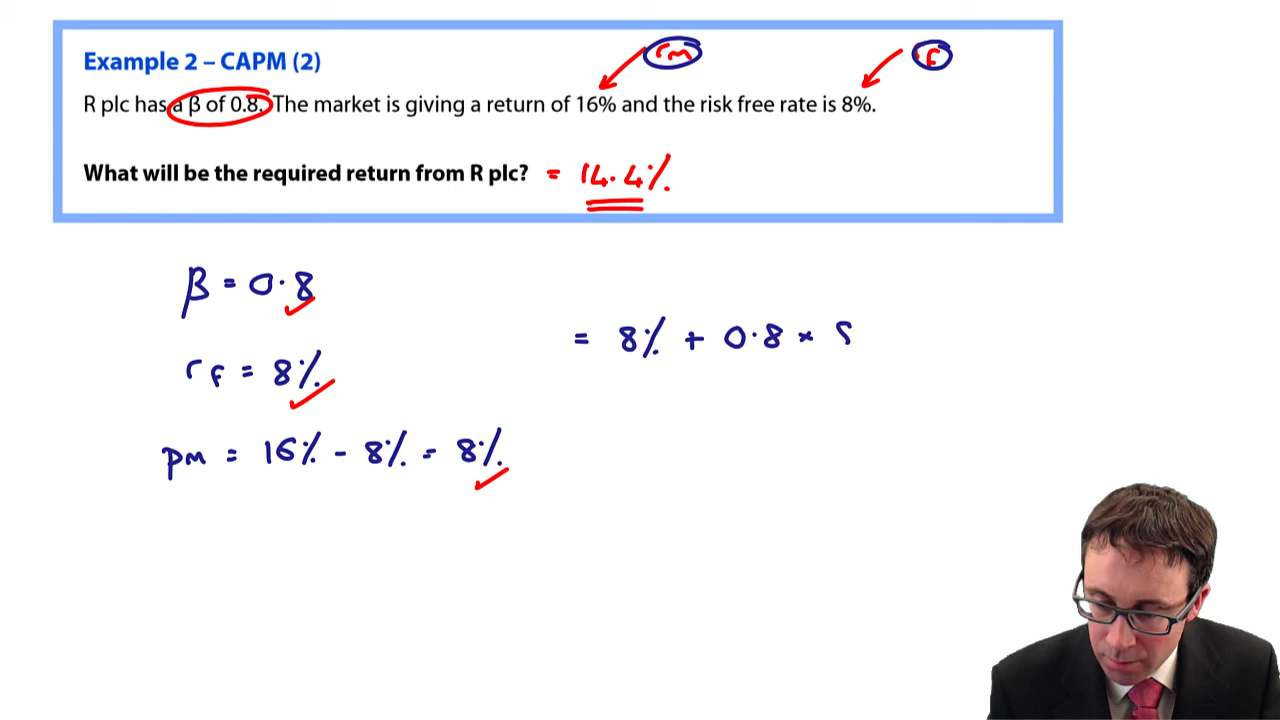 Example 2 – CAPM (2)
rm
rf
R plc has a β of 0.8. The market is giving a return of 16% and the risk free rate is 8%.
What will be the required return from R plc? = 14.4%
β = 0.8
= 8% + 0.8 ×
rf = 8%
pm = 16% - 8% = 8%